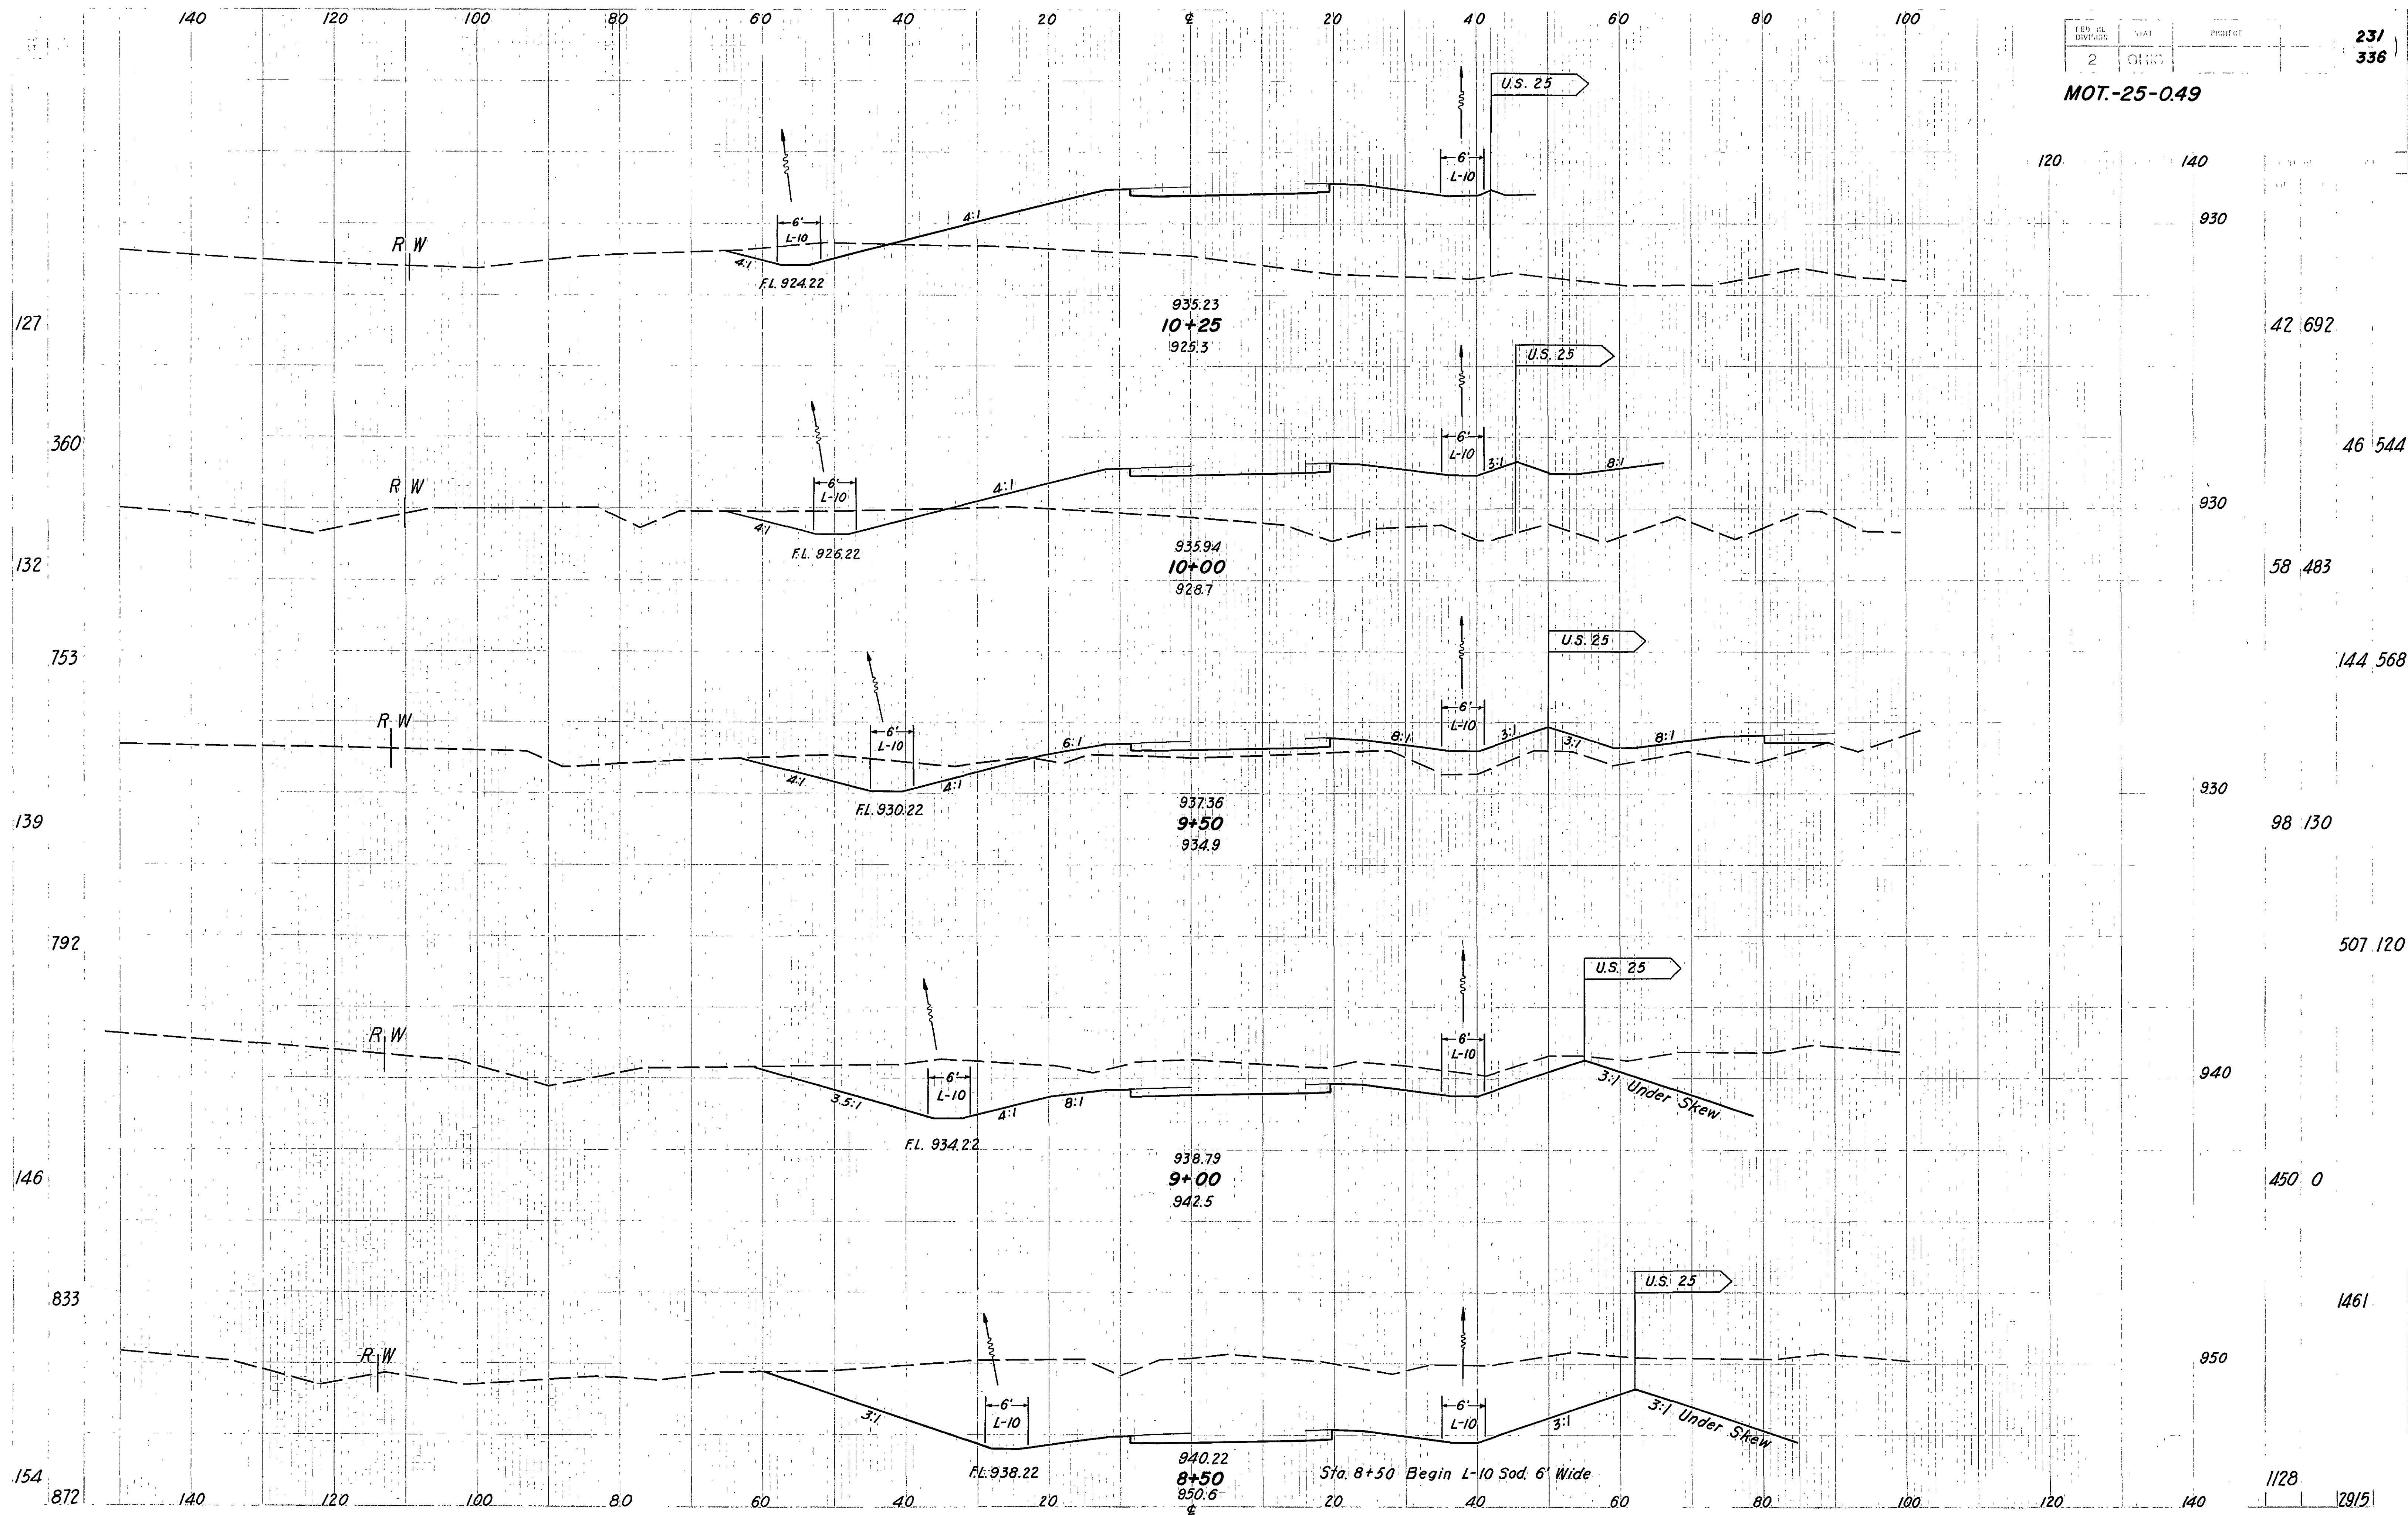 140 120 100 80 60 40 20 ℄ 20 40 60 80 100
FED. RD. DIVISION STATE PROJECT
2 OHIO
231
336
MOT.-25-0.49
120 140
U.S. 25
6'
L-10
6'
L-10
4:1
4:1
R W
930
F.L. 924.22
935.23
10+25
925.3
127
42 692
U.S. 25
360
46 544
6'
L-10
3:1
8:1
R W
6'
L-10
4:1
4:1
930
F.L. 926.22
935.94
10+00
928.7
132
58 483
U.S. 25
753
144 568
R W
6'
L-10
6'
L-10
6:1
8:1
3:1
3:1
8:1
4:1
4:1
930
F.L. 930.22
937.36
9+50
934.9
139
98 130
792
507 120
U.S. 25
R W
6'
L-10
6'
L-10
940
3.5:1
4:1
8:1
3:1 Under Skew
F.L. 934.22
938.79
9+00
942.5
146
450 0
U.S. 25
833
1461
R W
950
6'
L-10
6'
L-10
3:1
3:1
3:1 Under Skew
F.L. 938.22
940.22
8+50
950.6
Sta. 8+50 Begin L-10 Sod, 6' Wide
154
1128
872
2915
140 120 100 80 60 40 20 ℄ 20 40 60 80 100 120 140